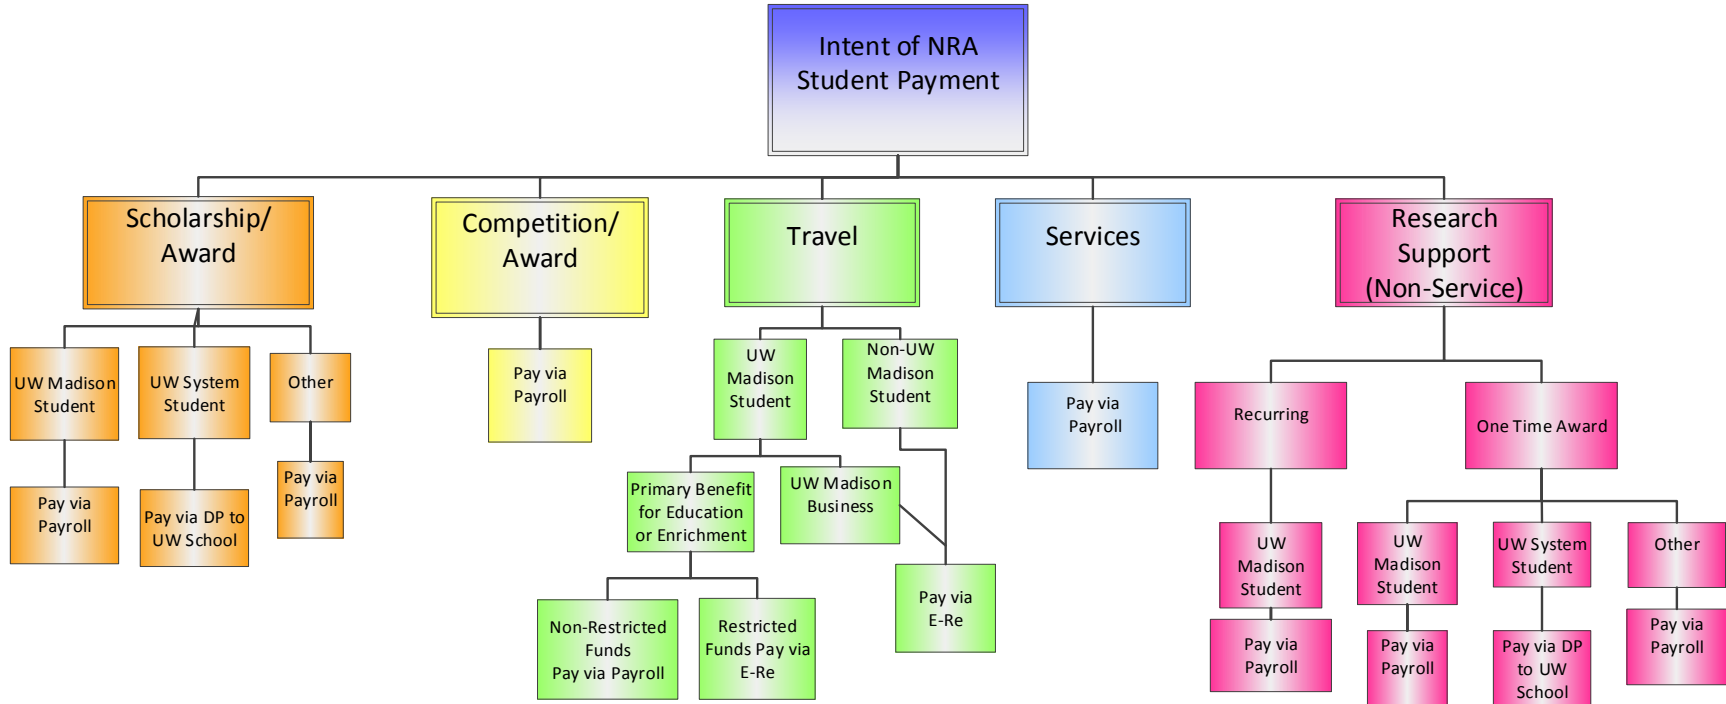 Intent of NRA
Student Payment
Scholarship/
Award
Competition/
Award
Travel
Services
Research
Support
(Non-Service)
UW Madison
Student
UW System
Student
Other
Pay via
Payroll
Pay via DP to
UW School
Pay via
Payroll
Pay via
Payroll
UW
Madison
Student
Non-UW
Madison
Student
Primary Benefit
for Education
or Enrichment
UW Madison
Business
Non-Restricted
Funds
Pay via Payroll
Restricted
Funds Pay via
E-Re
Pay via
E-Re
Pay via
Payroll
Recurring
One Time Award
UW
Madison
Student
Pay via
Payroll
UW
Madison
Student
UW System
Student
Other
Pay via
Payroll
Pay via DP
to UW
School
Pay via
Payroll